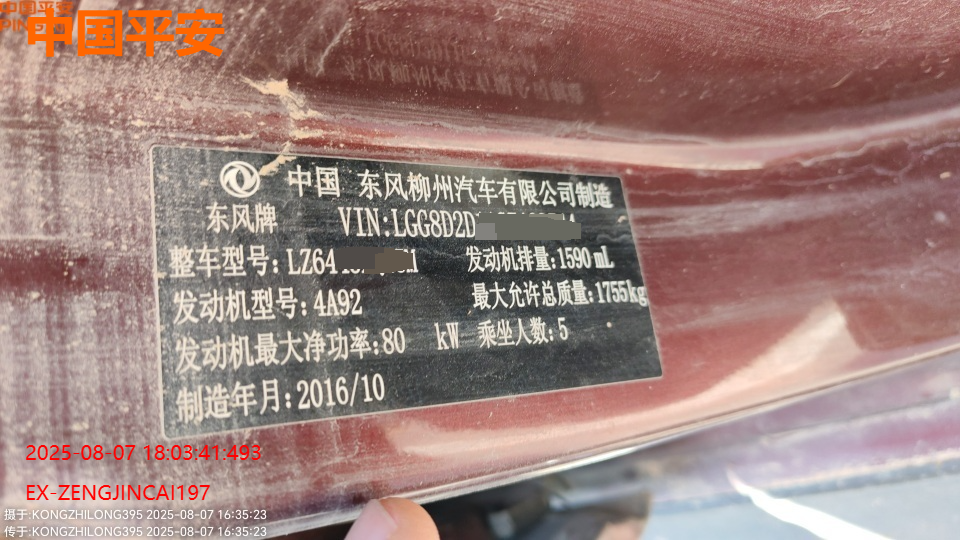 中国平安
中国平安
中国 东风柳州汽车有限公司制造
东风牌 VIN:LGG8D2D
整车型号:LZ64 发动机排量:1590 mL
发动机型号:4A92 最大允许总质量:1755kg
发动机最大净功率:80 kW 乘坐人数:5
制造年月:2016/10
2025-08-07 18:03:41:493
EX-ZENGJINCAI197
摄于:KONGZHILONG395 2025-08-07 16:35:23
传于:KONGZHILONG395 2025-08-07 16:35:23